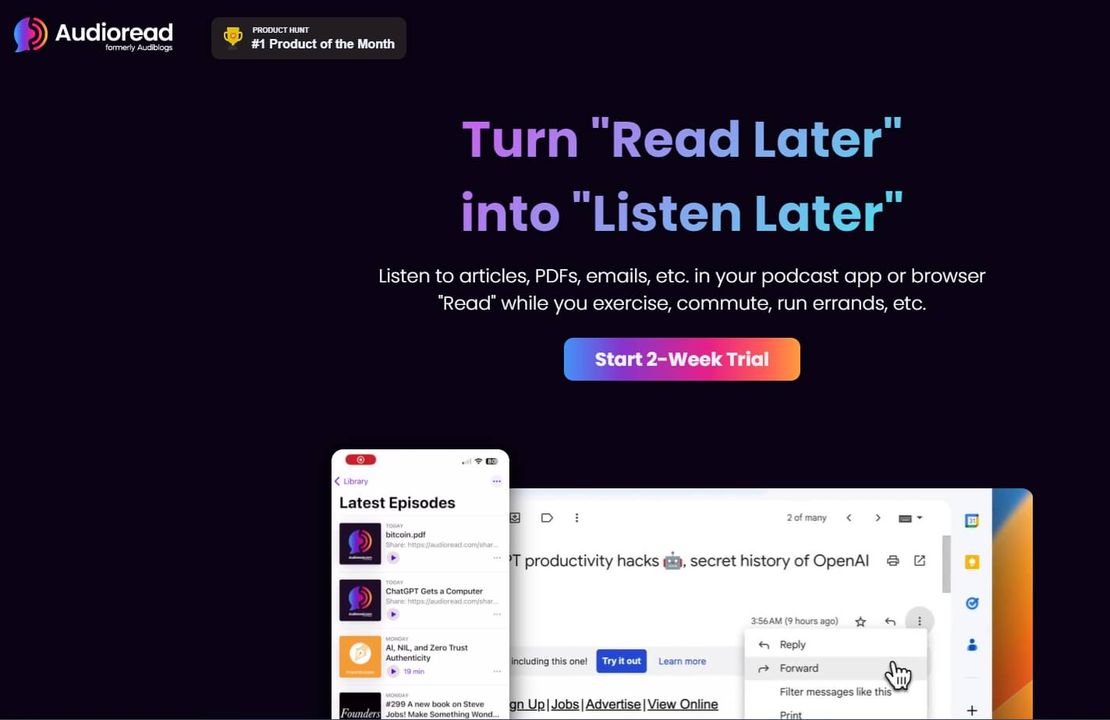 Audioread
formerly Audiblogs
PRODUCT HUNT
#1 Product of the Month
Turn "Read Later"
into "Listen Later"
Listen to articles, PDFs, emails, etc. in your podcast app or browser
"Read" while you exercise, commute, run errands, etc.
Start 2-Week Trial
Library
Latest Episodes
TODAY
bitcoin.pdf
Share: https://audioread.com/shar...
TODAY
ChatGPT Gets a Computer
Share: https://audioread.com/shar...
MONDAY
AI, NIL, and Zero Trust
Authenticity
19 min
MONDAY
#299 A new book on Steve
Jobs! Make Something Wond...
Founders
2 of many
PT productivity hacks 🤖, secret history of OpenAI
3:56 AM (9 hours ago)
including this one!
Try it out
Learn more
Reply
Forward
Filter messages like this
Print
gn Up|Jobs|Advertise|View Online